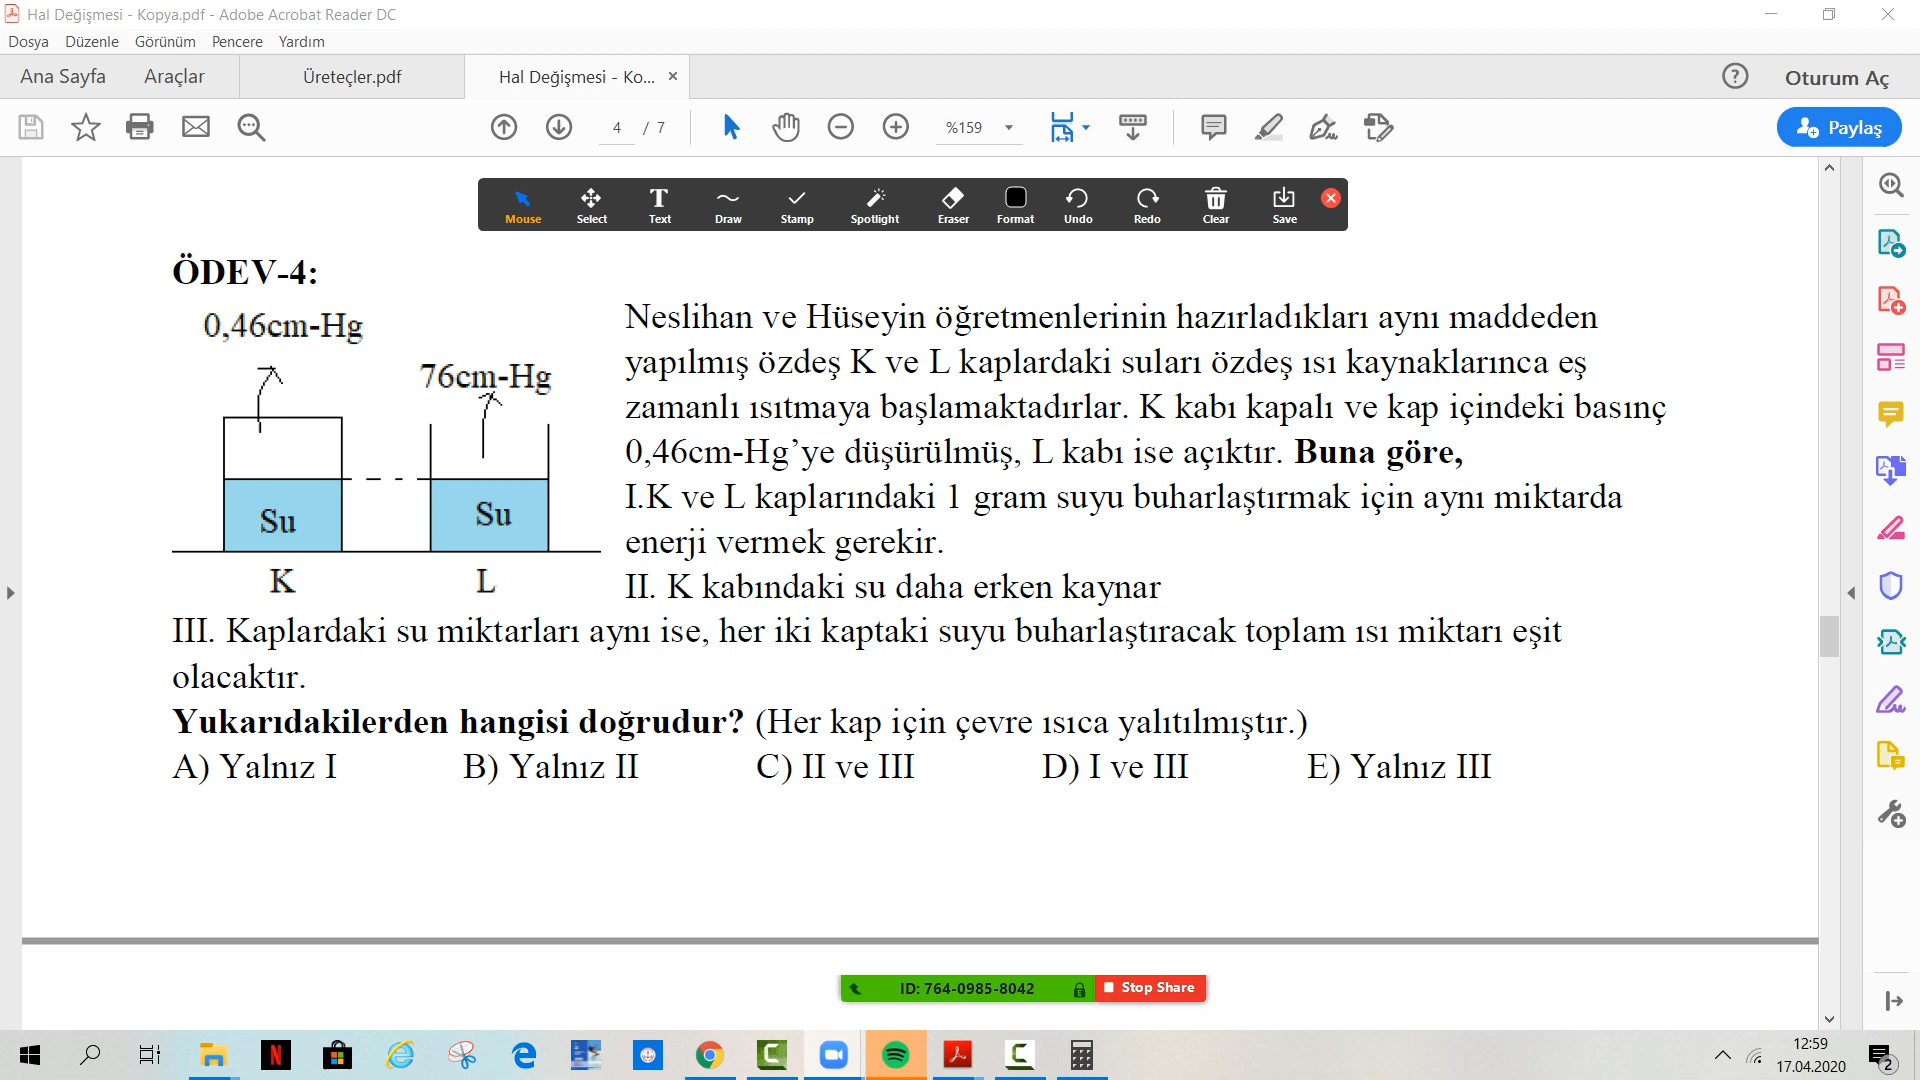 Hal Değişmesi - Kopya.pdf - Adobe Acrobat Reader DC
Dosya Düzenle Görünüm Pencere Yardım
Ana Sayfa Araçlar Üreteçler.pdf Hal Değişmesi - Ko... × Oturum Aç
4 / 7 %159 Paylaş
Mouse Select Text Draw Stamp Spotlight Eraser Format Undo Redo Clear Save
ÖDEV-4:
0,46cm-Hg
76cm-Hg
Su Su
K L
Neslihan ve Hüseyin öğretmenlerinin hazırladıkları aynı maddeden
yapılmış özdeş K ve L kaplardaki suları özdeş ısı kaynaklarınca eş
zamanlı ısıtmaya başlamaktadırlar. K kabı kapalı ve kap içindeki basınç
0,46cm-Hg’ye düşürülmüş, L kabı ise açıktır. Buna göre,
I.K ve L kaplarındaki 1 gram suyu buharlaştırmak için aynı miktarda
enerji vermek gerekir.
II. K kabındaki su daha erken kaynar
III. Kaplardaki su miktarları aynı ise, her iki kaptaki suyu buharlaştıracak toplam ısı miktarı eşit
olacaktır.
Yukarıdakilerden hangisi doğrudur? (Her kap için çevre ısıca yalıtılmıştır.)
A) Yalnız I B) Yalnız II C) II ve III D) I ve III E) Yalnız III
ID: 764-0985-8042 Stop Share
12:59
17.04.2020
2